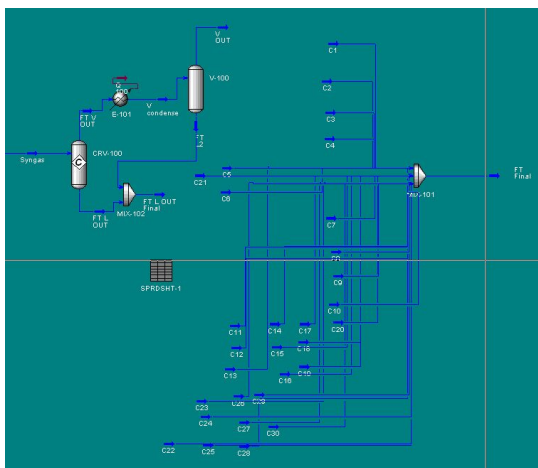 V
OUT
C1
V-100
E-101
V
condense
C2
FT V
OUT
C3
C4
FT
L2
CRV-100
Syngas
C5
C21
C6
FT L OUT
Final
MIX-102
FT L
OUT
MIX-101
FT
Final
C7
C8
C9
SPRDSHT-1
C10
C11
C14
C17
C20
C12
C15
C18
C13
C16
C19
C23
C26
C29
C24
C27
C30
C22
C25
C28